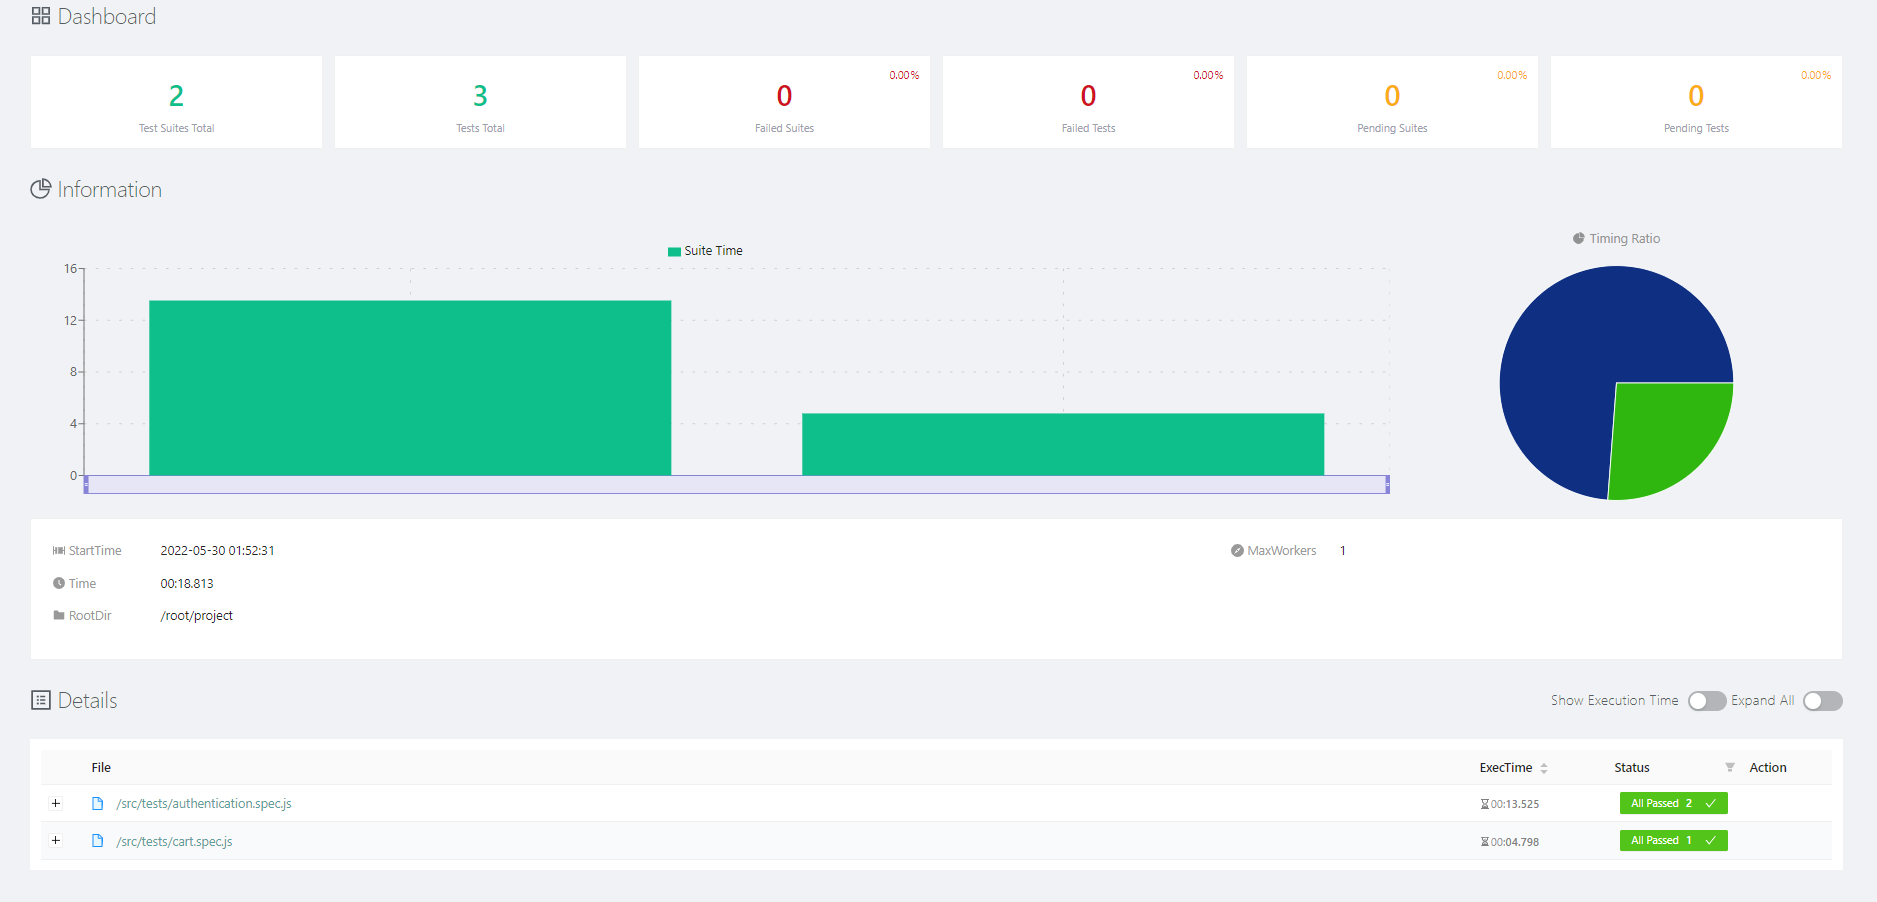 Dashboard
0.00% 0.00% 0.00% 0.00%
2 3 0 0 0 0
Test Suites Total Tests Total Failed Suites Failed Tests Pending Suites Pending Tests
Information
Timing Ratio
Suite Time
16
12
8
4
0
StartTime 2022-05-30 01:52:31 MaxWorkers 1
Time 00:18.813
RootDir /root/project
Details Show Execution Time Expand All
File ExecTime Status Action
+ /src/tests/authentication.spec.js 00:13.525 All Passed 2
+ /src/tests/cart.spec.js 00:04.798 All Passed 1